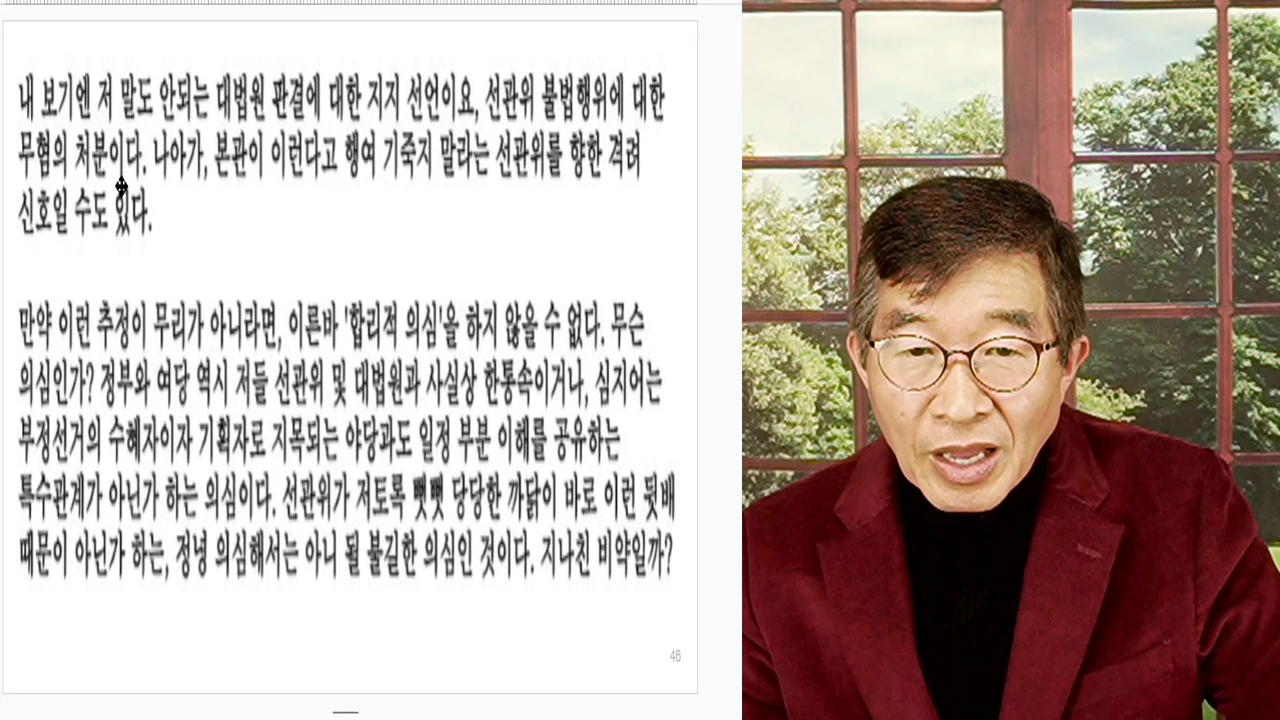 내 보기엔 저 말도 안되는 대법원 판결에 대한 지지 선언이요, 선관위 불법행위에 대한
무혐의 처분이다. 나아가, 본관이 이런다고 행여 기죽지 말라는 선관위를 향한 격려
신호일 수도 있다.
만약 이런 추정이 무리가 아니라면, 이른바 '합리적 의심'을 하지 않을 수 없다. 무슨
의심인가? 정부와 여당 역시 저들 선관위 및 대법원과 사실상 한통속이거나, 심지어는
부정선거의 수혜자이자 기획자로 지목되는 야당과도 일정 부분 이해를 공유하는
특수관계가 아닌가 하는 의심이다. 선관위가 저토록 뻣뻣 당당한 까닭이 바로 이런 뒷배
때문이 아닌가 하는, 정녕 의심해서는 아니 될 불길한 의심인 것이다. 지나친 비약일까?
46